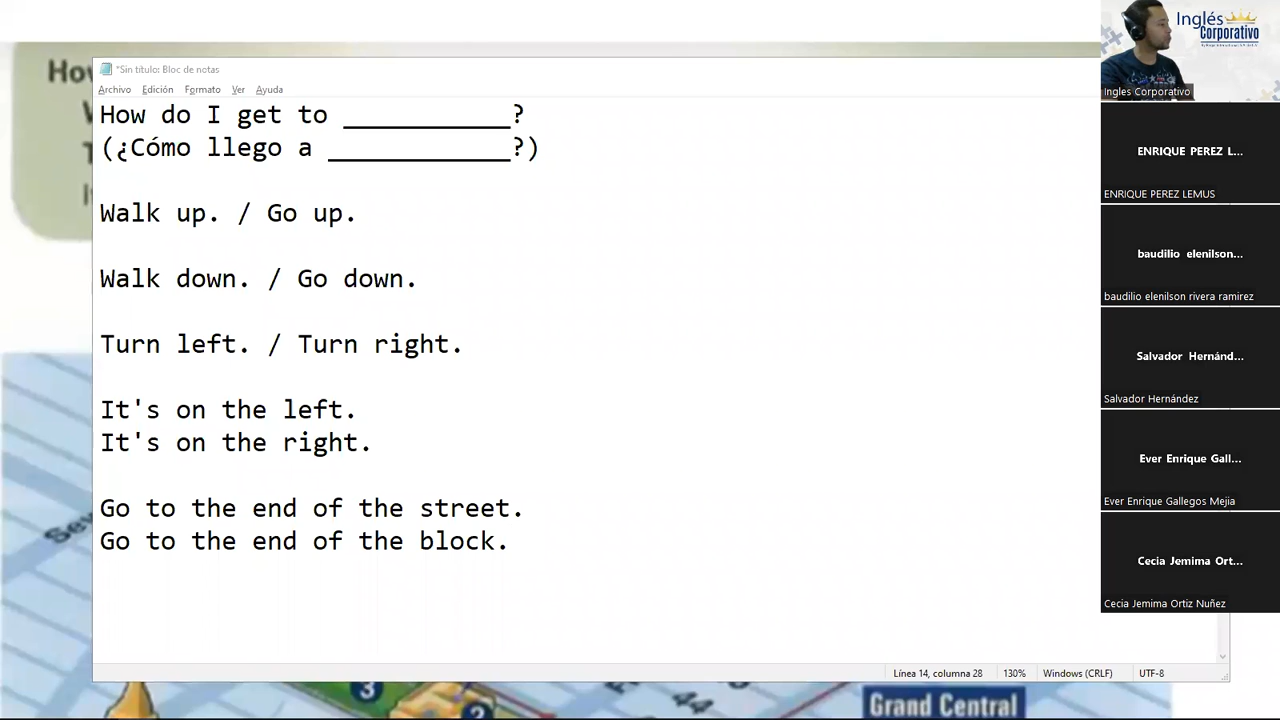 Inglés
Corporativo
Ingles Corporativo
How
*Sin título: Bloc de notas
Archivo Edición Formato Ver Ayuda
How do I get to ___________?
(¿Cómo llego a ____________?)
Walk up. / Go up.
Walk down. / Go down.
Turn left. / Turn right.
It's on the left.
It's on the right.
Go to the end of the street.
Go to the end of the block.
Línea 14, columna 28 130% Windows (CRLF) UTF-8
ENRIQUE PEREZ L...
ENRIQUE PEREZ LEMUS
baudilio elenilson...
baudilio elenilson rivera ramirez
Salvador Hernánd...
Salvador Hernández
Ever Enrique Gall...
Ever Enrique Gallegos Mejia
Cecia Jemima Ort...
Cecia Jemima Ortiz Nuñez
3
2
44
Grand Central